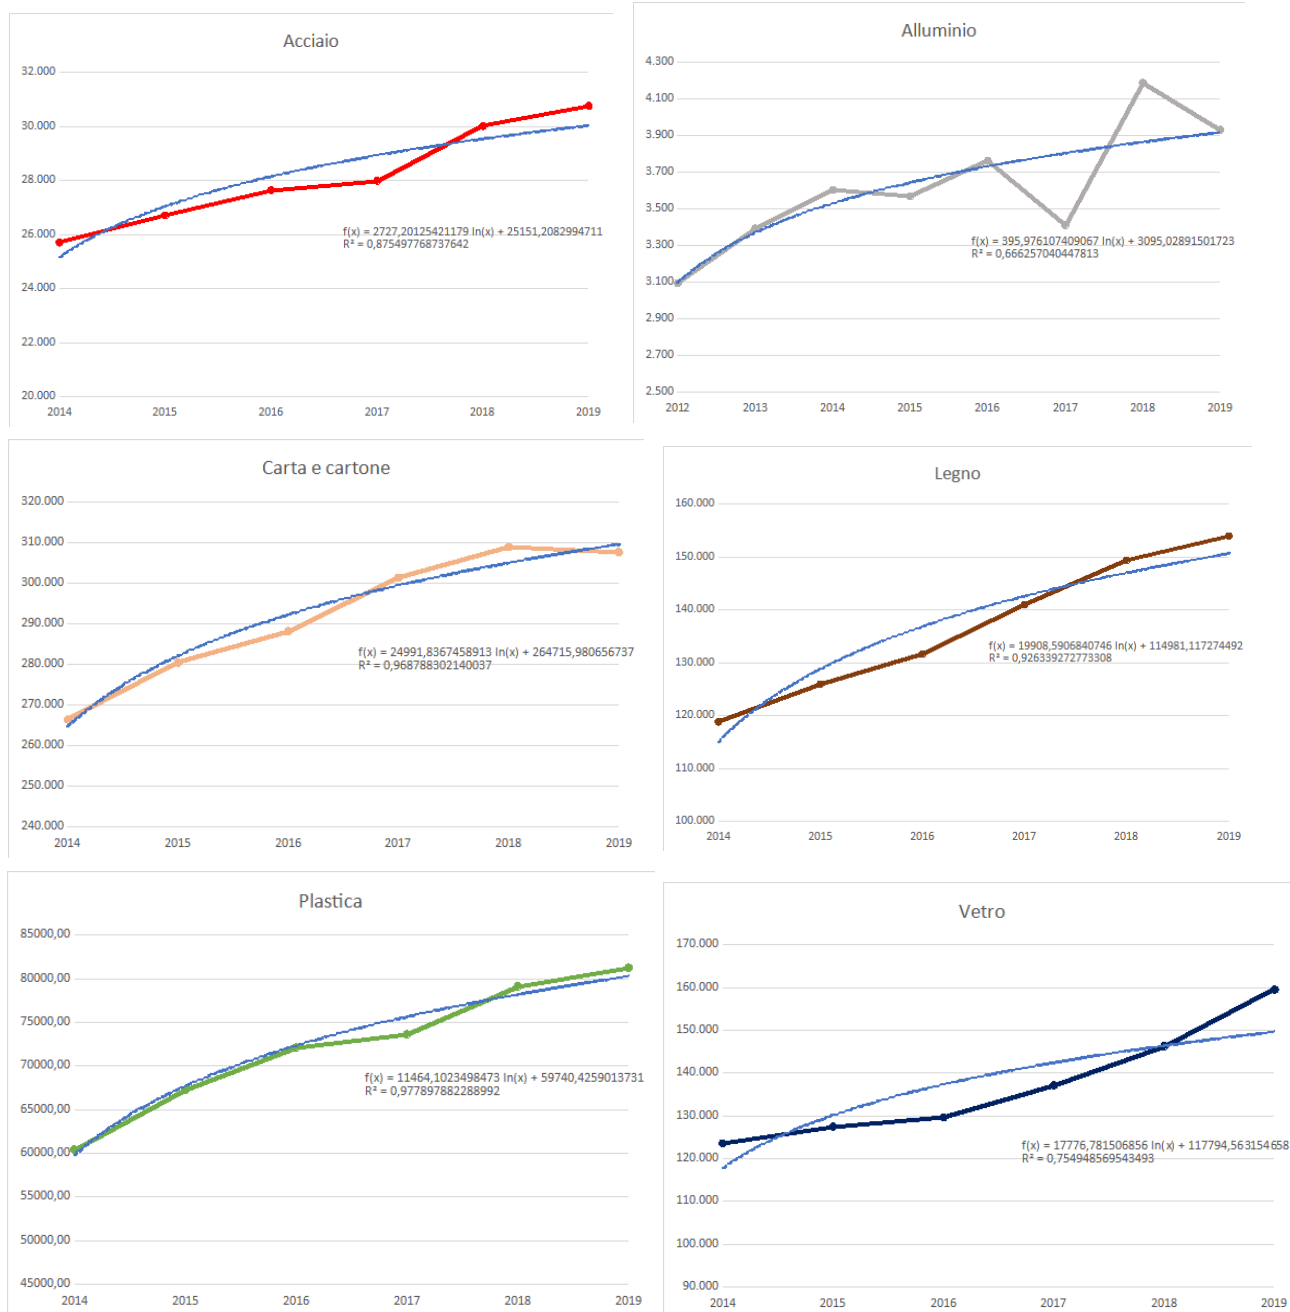 Acciaio
32.000
30.000
28.000
26.000
24.000
22.000
20.000
f(x) = 2727,20125421179 ln(x) + 25151,2082994711
R² = 0,875497768737642
2014 2015 2016 2017 2018 2019
Alluminio
4.300
4.100
3.900
3.700
3.500
3.300
3.100
2.900
2.700
2.500
f(x) = 395,976107409067 ln(x) + 3095,02891501723
R² = 0,666257040447813
2012 2013 2014 2015 2016 2017 2018 2019
Carta e cartone
320.000
310.000
300.000
290.000
280.000
270.000
260.000
250.000
240.000
f(x) = 24991,8367458913 ln(x) + 264715,980656737
R² = 0,968788302140037
2014 2015 2016 2017 2018 2019
Legno
160.000
150.000
140.000
130.000
120.000
110.000
100.000
f(x) = 19908,5906840746 ln(x) + 114981,117274492
R² = 0,926339272773308
2014 2015 2016 2017 2018 2019
Plastica
85000,00
80000,00
75000,00
70000,00
65000,00
60000,00
55000,00
50000,00
45000,00
f(x) = 11464,1023498473 ln(x) + 59740,4259013731
R² = 0,977897882288992
2014 2015 2016 2017 2018 2019
Vetro
170.000
160.000
150.000
140.000
130.000
120.000
110.000
100.000
90.000
f(x) = 17776,781506856 ln(x) + 117794,563154658
R² = 0,754948569543493
2014 2015 2016 2017 2018 2019